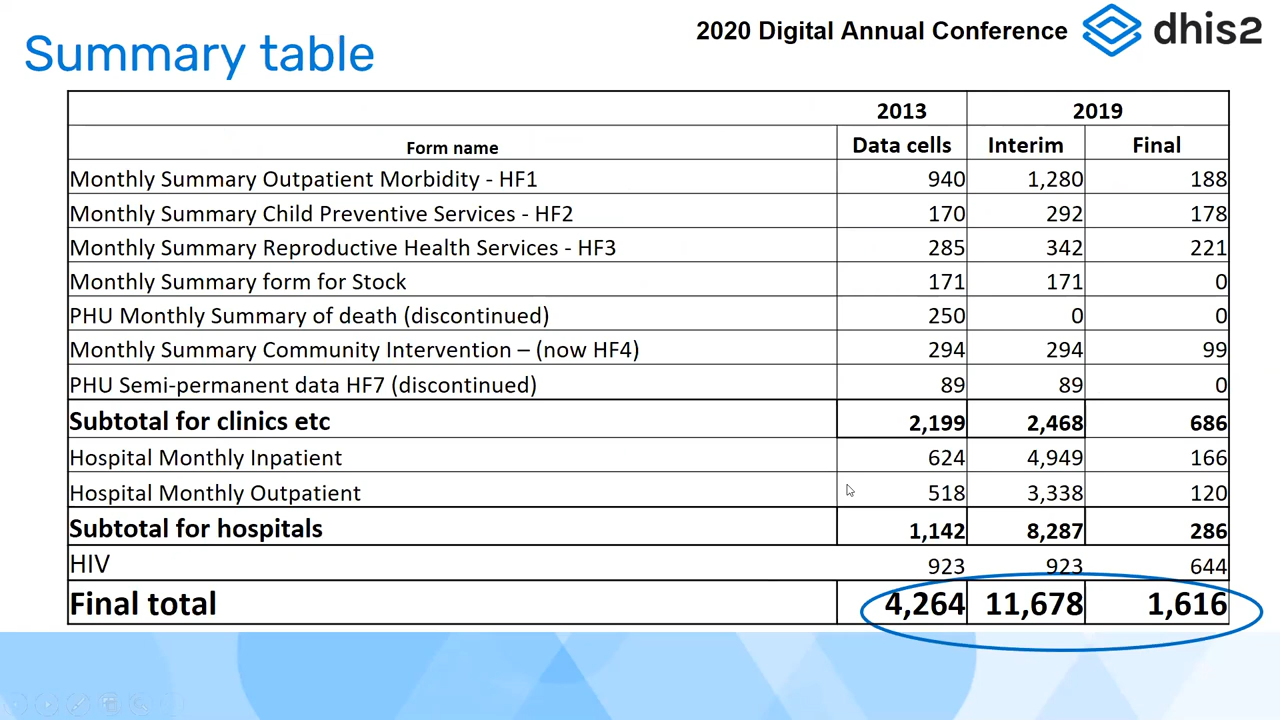 2020 Digital Annual Conference dhis2
Summary table
2013 2019
Form name Data cells Interim Final
Monthly Summary Outpatient Morbidity - HF1 940 1,280 188
Monthly Summary Child Preventive Services - HF2 170 292 178
Monthly Summary Reproductive Health Services - HF3 285 342 221
Monthly Summary form for Stock 171 171 0
PHU Monthly Summary of death (discontinued) 250 0 0
Monthly Summary Community Intervention – (now HF4) 294 294 99
PHU Semi-permanent data HF7 (discontinued) 89 89 0
Subtotal for clinics etc 2,199 2,468 686
Hospital Monthly Inpatient 624 4,949 166
Hospital Monthly Outpatient 518 3,338 120
Subtotal for hospitals 1,142 8,287 286
HIV 923 923 644
Final total 4,264 11,678 1,616